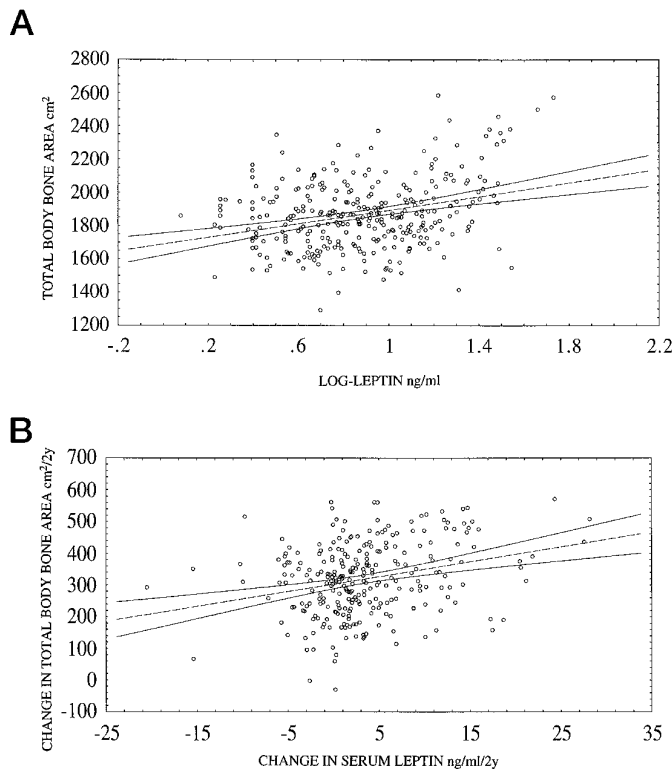 A
TOTAL BODY BONE AREA cm²
2800
2600
2400
2200
2000
1800
1600
1400
1200
-.2 .2 .6 1 1.4 1.8 2.2
LOG-LEPTIN ng/ml
B
CHANGE IN TOTAL BODY BONE AREA cm²/2y
700
600
500
400
300
200
100
0
-100
-25 -15 -5 5 15 25 35
CHANGE IN SERUM LEPTIN ng/ml/2y